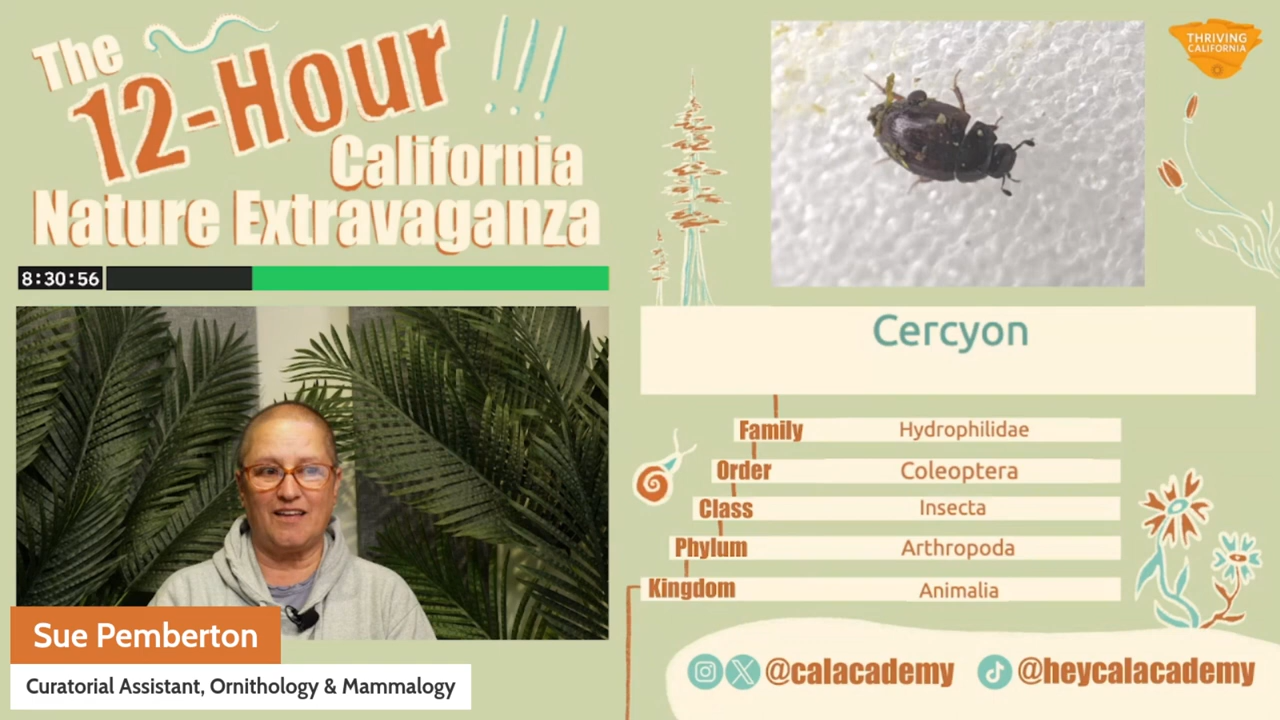 The
12-Hour
California
Nature Extravaganza
!!!
8:30:56
THRIVING
CALIFORNIA
Cercyon
Family Hydrophilidae
Order Coleoptera
Class Insecta
Phylum Arthropoda
Kingdom Animalia
Sue Pemberton
Curatorial Assistant, Ornithology & Mammalogy
@calacademy @heycalacademy